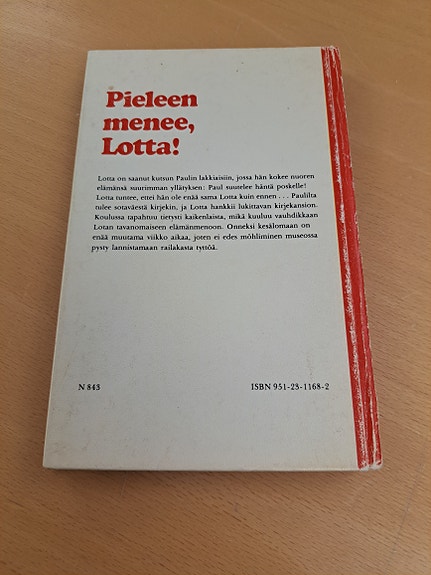 Pieleen
menee,
Lotta!
Lotta on saanut kutsun Paulin lakkiaisiin, jossa hän kokee nuoren
elämänsä suurimman yllätyksen: Paul suutelee häntä poskelle!
Lotta tuntee, ettei hän ole enää sama Lotta kuin ennen . . . Paulilta
tulee sotaväestä kirjekin, ja Lotta hankkii lukittavan kirjekansion.
Koulussa tapahtuu tietysti kaikenlaista, mikä kuuluu vauhdikkaan
Lotan tavanomaiseen elämänmenoon. Onneksi kesälomaan on
enää muutama viikko aikaa, joten ei edes möhliminen museossa
pysty lannistamaan railakasta tyttöä.
N 843
ISBN 951-23-1168-2